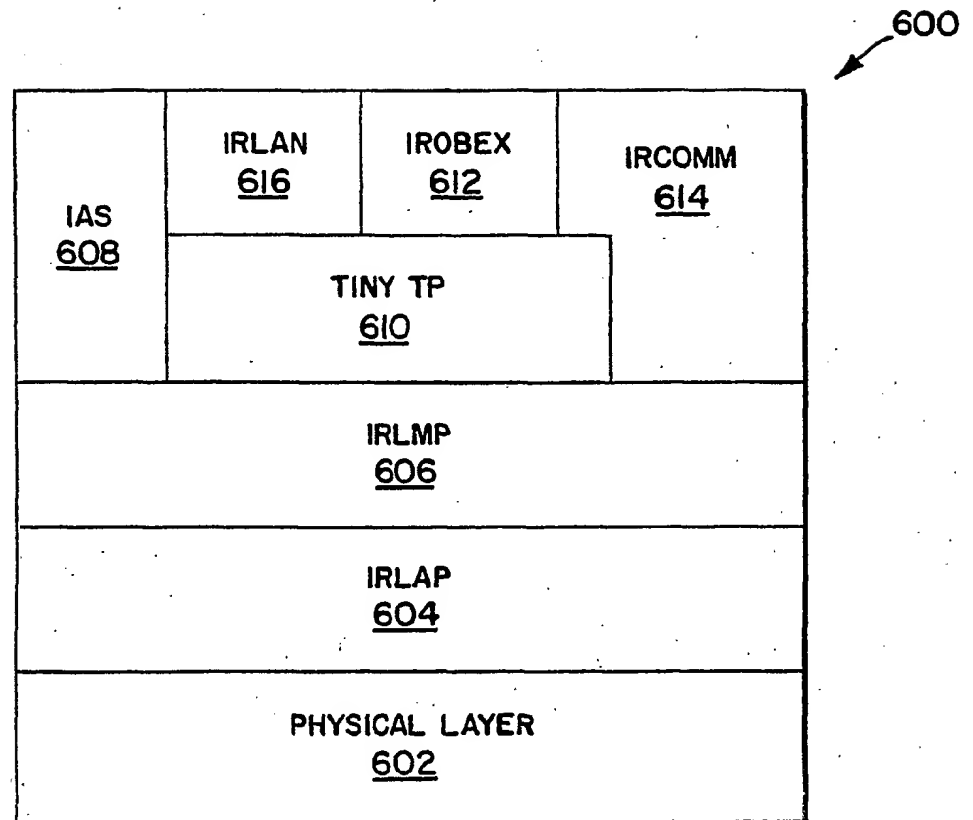 600
IRLAN
616
IROBEX
612
IRCOMM
614
IAS
608
TINY TP
610
IRLMP
606
IRLAP
604
PHYSICAL LAYER
602